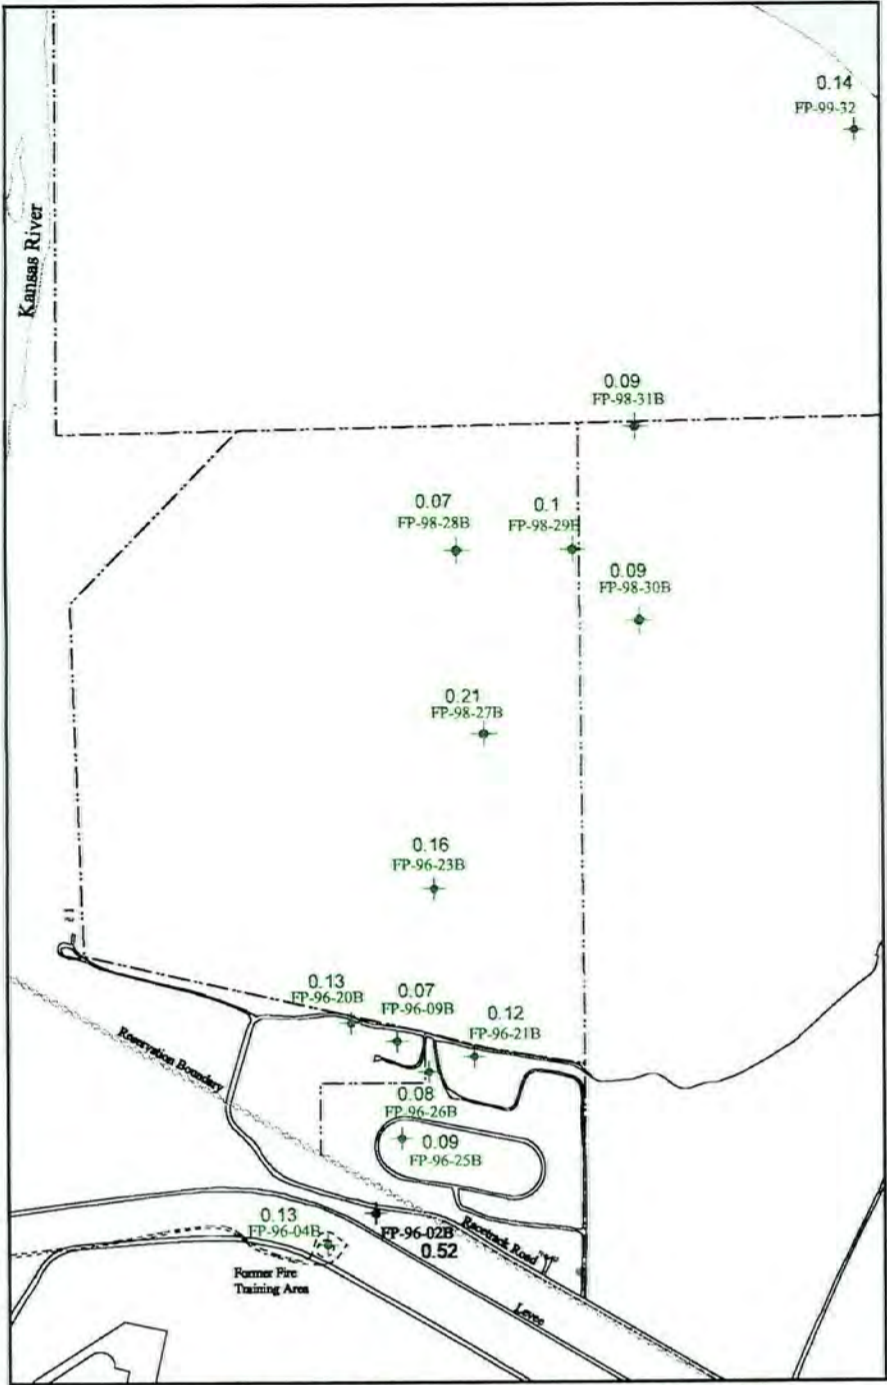 0.14
FP-99-32
Kansas River
0.09
FP-98-31B
0.07
FP-98-28B
0.1
FP-98-29B
0.09
FP-98-30B
0.21
FP-98-27B
0.16
FP-96-23B
0.13
FP-96-20B
0.07
FP-96-09B
0.12
FP-96-21B
Reservation Boundary
0.08
FP-96-26B
0.09
FP-96-25B
0.13
FP-96-04B
FP-96-02B
0.52
Racetrack Road
Former Fire
Training Area
Levee